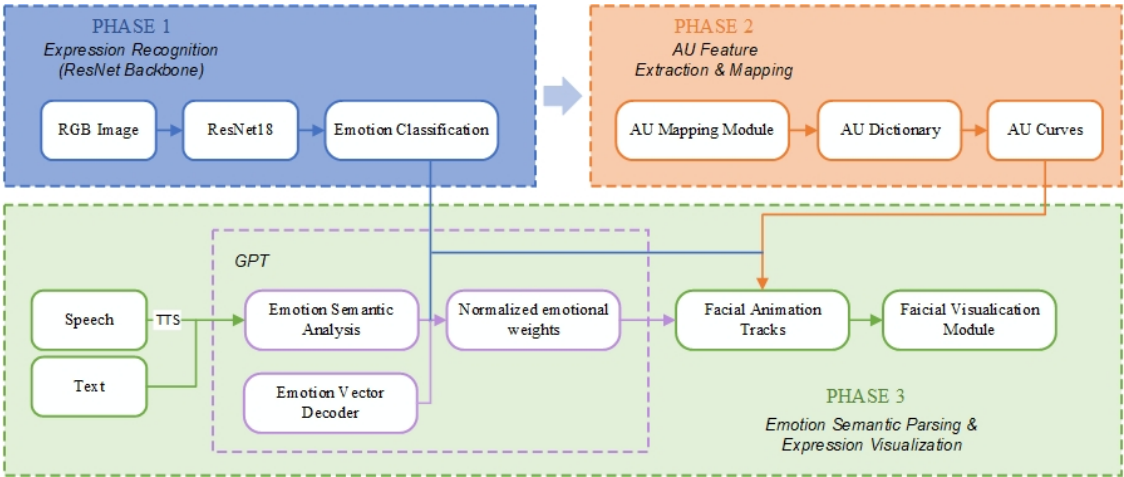 PHASE 1
Expression Recognition
(ResNet Backbone)
RGB Image
ResNet18
Emotion Classification
PHASE 2
AU Feature
Extraction & Mapping
AU Mapping Module
AU Dictionary
AU Curves
GPT
Speech
TTS
Text
Emotion Semantic
Analysis
Normalized emotional
weights
Emotion Vector
Decoder
Facial Animation
Tracks
Faicial Visualication
Module
PHASE 3
Emotion Semantic Parsing &
Expression Visualization